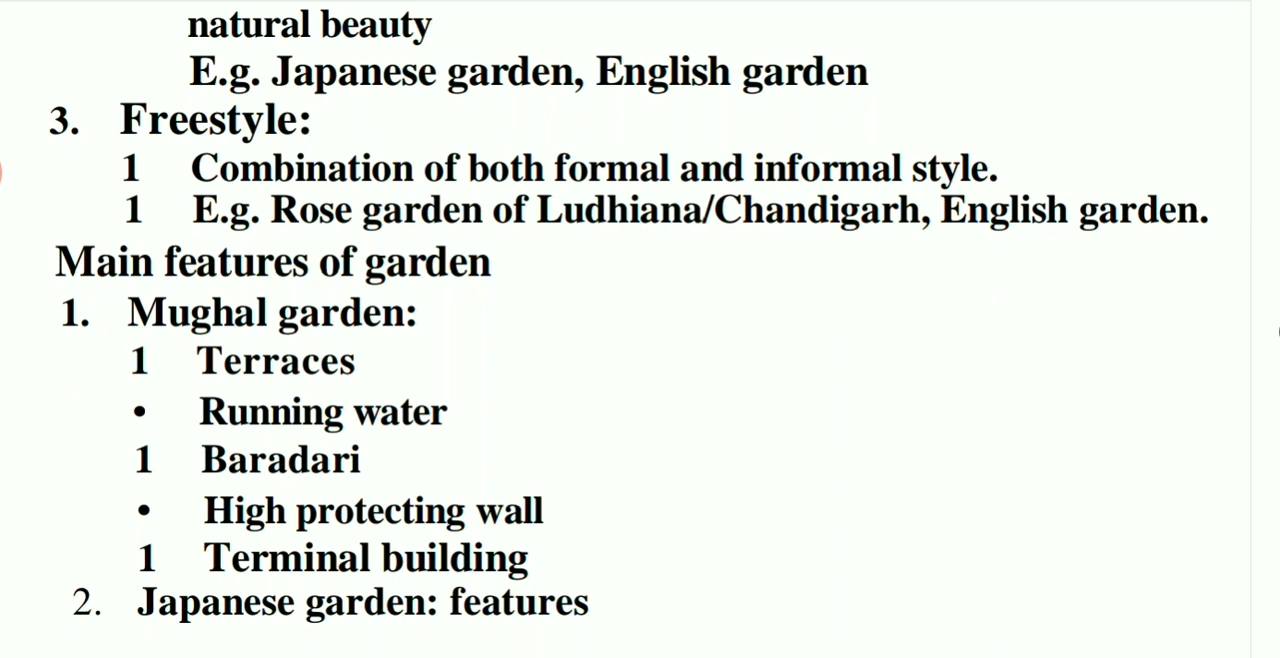 natural beauty
E.g. Japanese garden, English garden
3. Freestyle:
1 Combination of both formal and informal style.
1 E.g. Rose garden of Ludhiana/Chandigarh, English garden.
Main features of garden
1. Mughal garden:
1 Terraces
• Running water
1 Baradari
• High protecting wall
1 Terminal building
2. Japanese garden: features